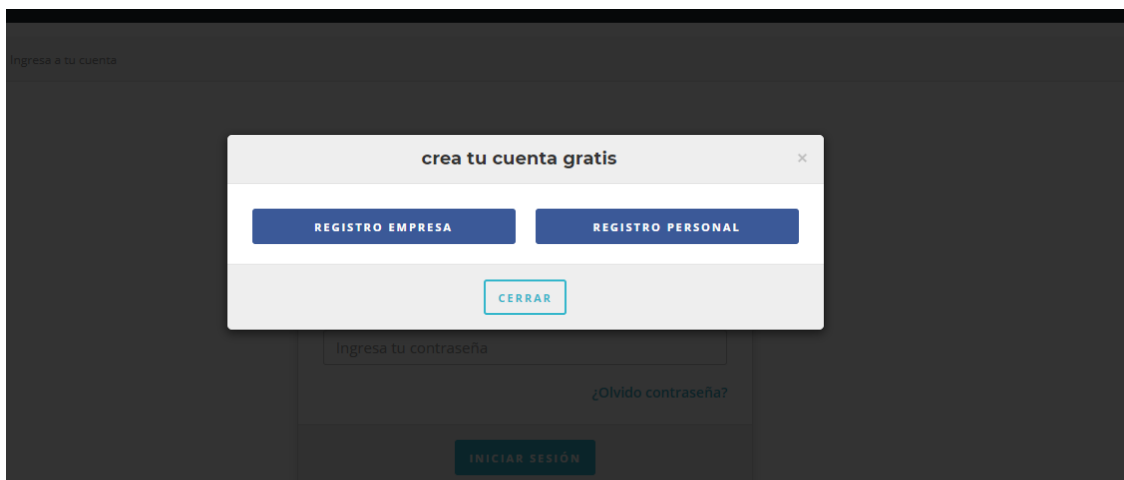 Ingresa a tu cuenta
crea tu cuenta gratis ×
REGISTRO EMPRESA REGISTRO PERSONAL
CERRAR
Ingresa tu contraseña
¿Olvido contraseña?
INICIAR SESIÓN